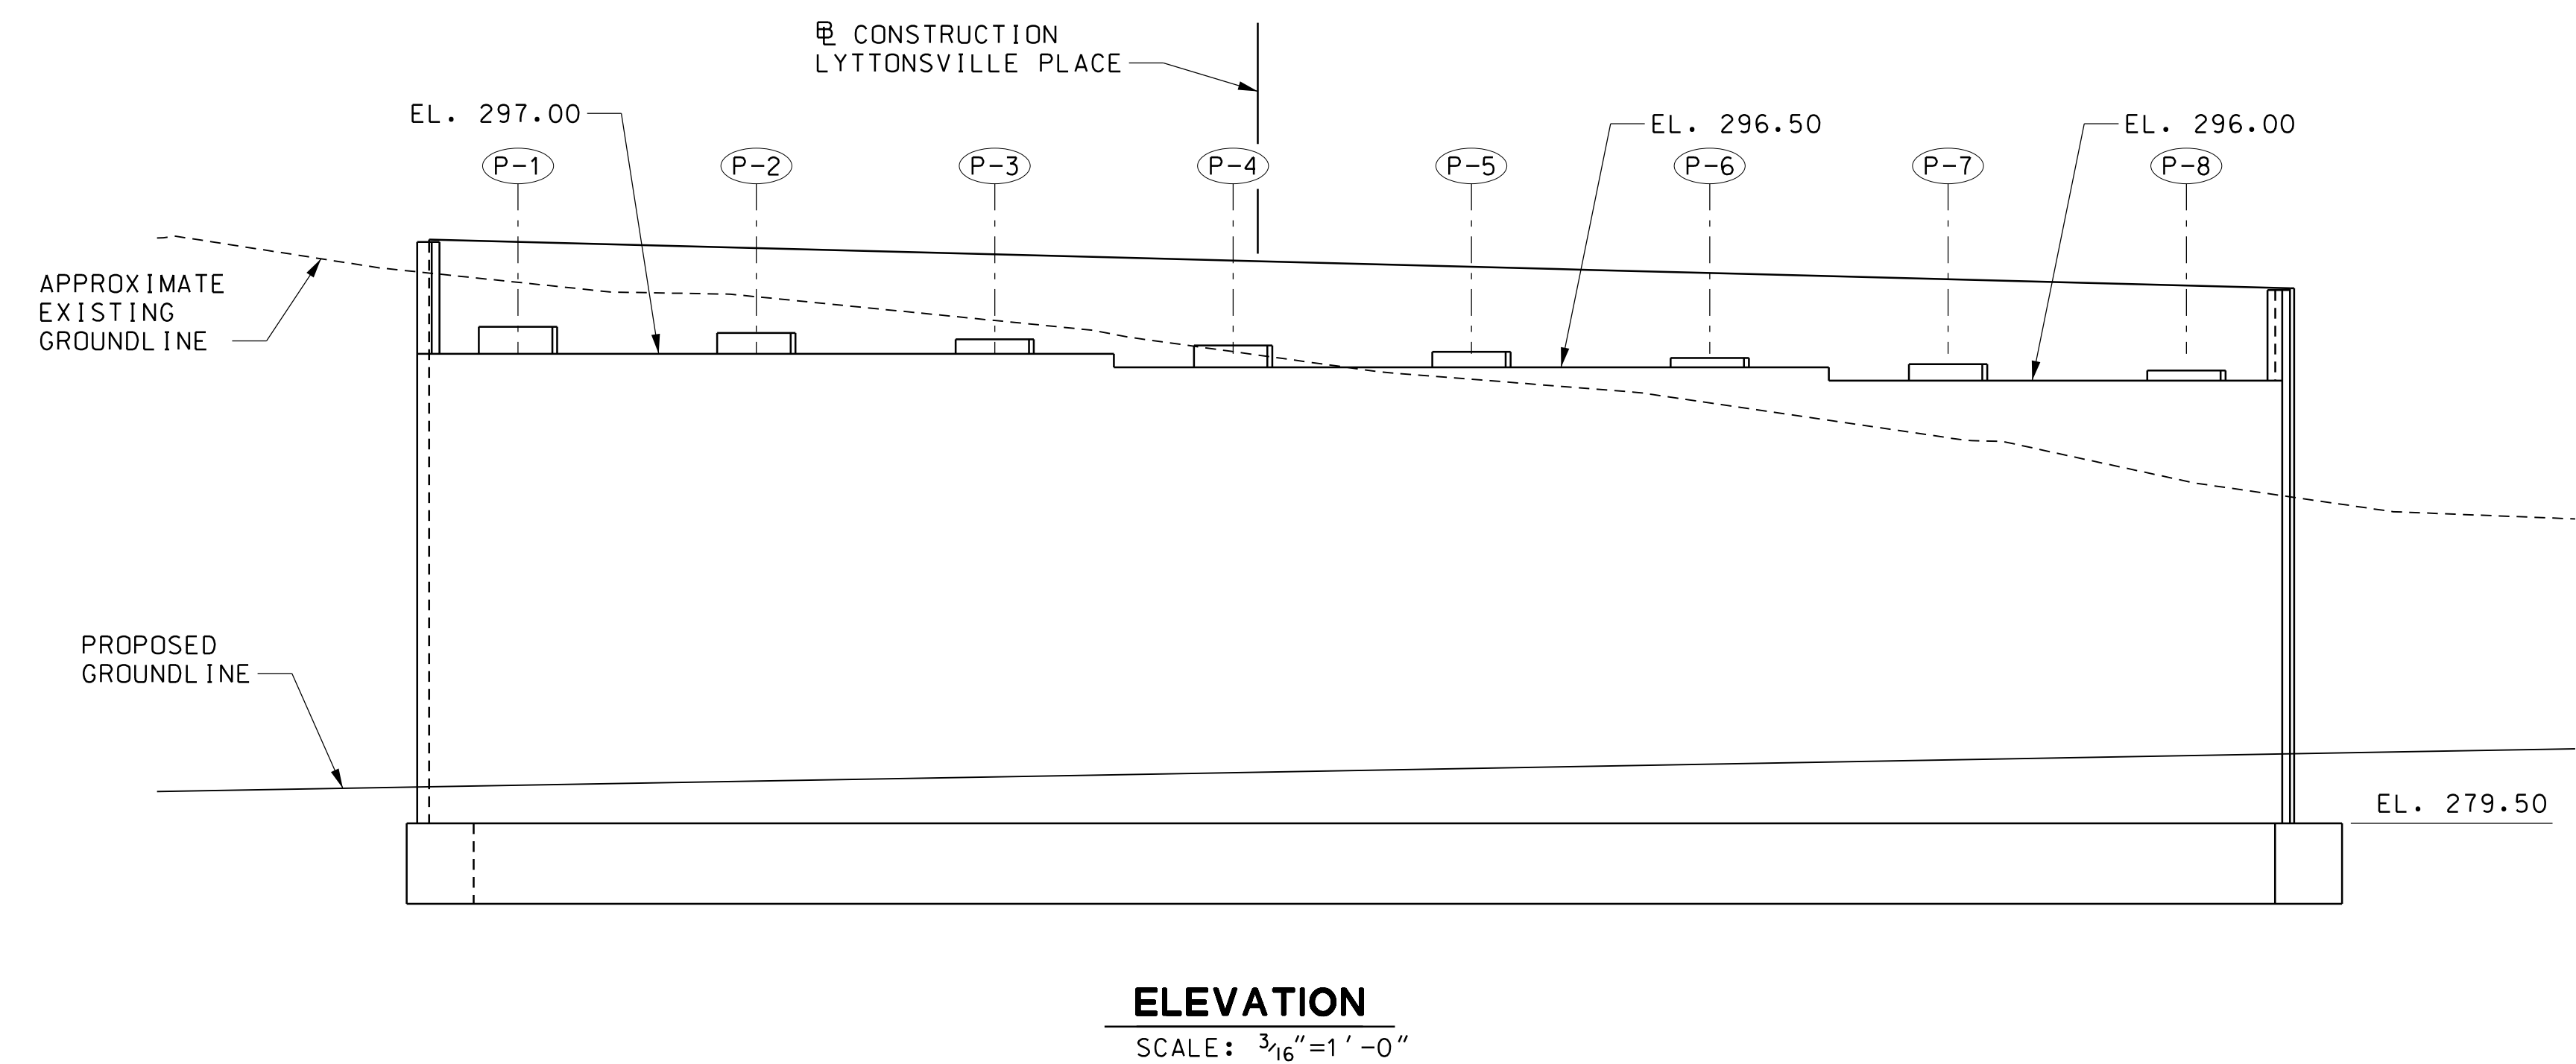 ℄ CONSTRUCTION
LYTTONSVILLE PLACE
EL. 297.00
EL. 296.50
EL. 296.00
P-1
P-2
P-3
P-4
P-5
P-6
P-7
P-8
APPROXIMATE
EXISTING
GROUNDLINE
PROPOSED
GROUNDLINE
EL. 279.50
ELEVATION
SCALE: 3/16"=1'-0"